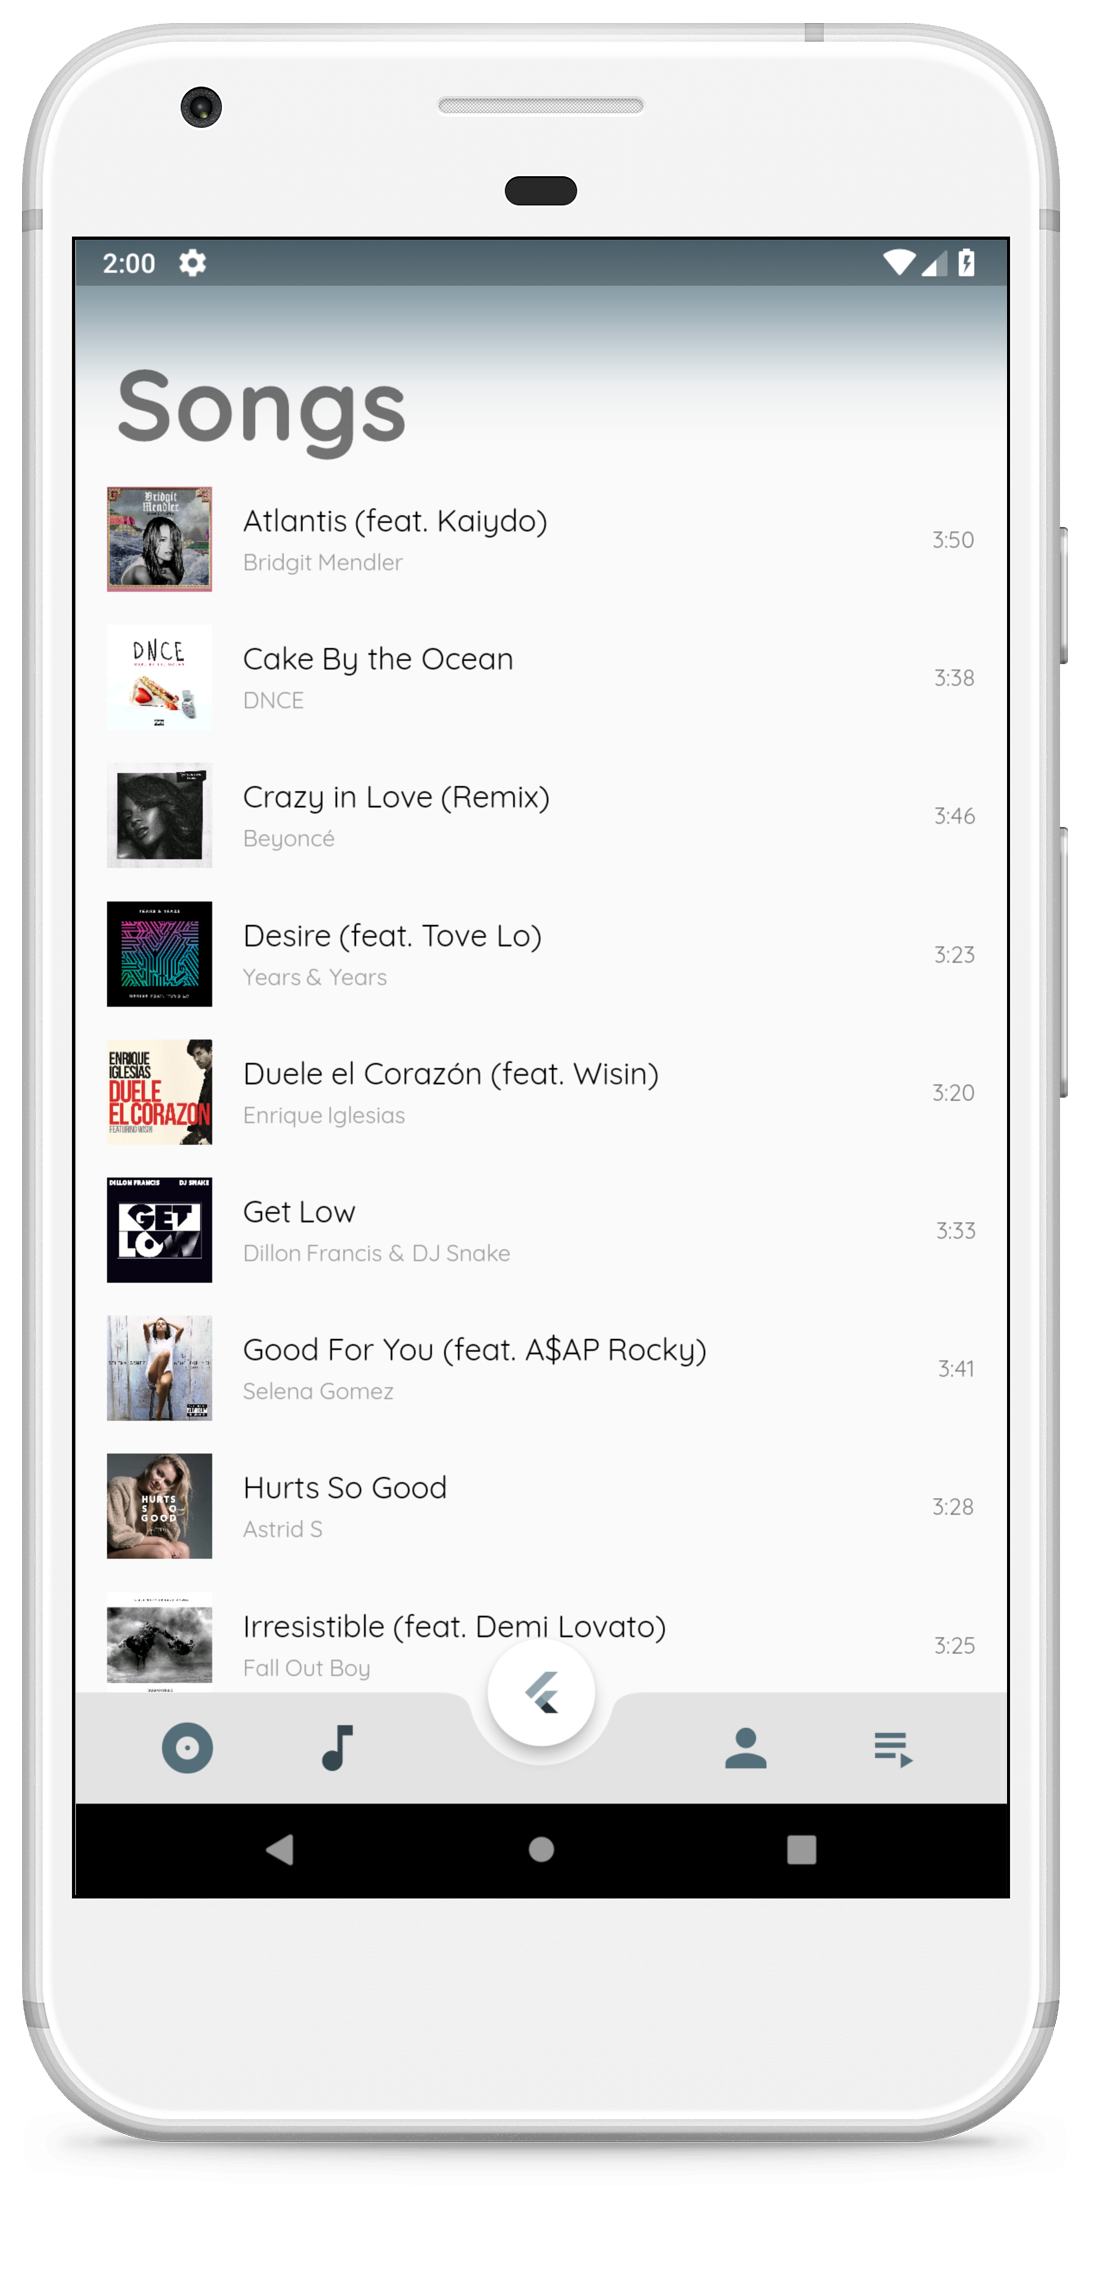 2:00
Songs
Bridgit
Mendler
Atlantis (feat. Kaiydo)
Bridgit Mendler
3:50
DNCE
Cake By the Ocean
DNCE
3:38
Crazy in Love (Remix)
Beyoncé
3:46
YEARS & YEARS
Desire (feat. Tove Lo)
Years & Years
3:23
ENRIQUE
IGLESIAS
DUELE
EL CORAZON
FEATURING WISIN
Duele el Corazón (feat. Wisin)
Enrique Iglesias
3:20
DILLON FRANCIS DJ SNAKE
GET
LOW
Get Low
Dillon Francis & DJ Snake
3:33
Good For You (feat. A$AP Rocky)
Selena Gomez
3:41
HURTS
S O
GOOD
Hurts So Good
Astrid S
3:28
Irresistible (feat. Demi Lovato)
Fall Out Boy
3:25